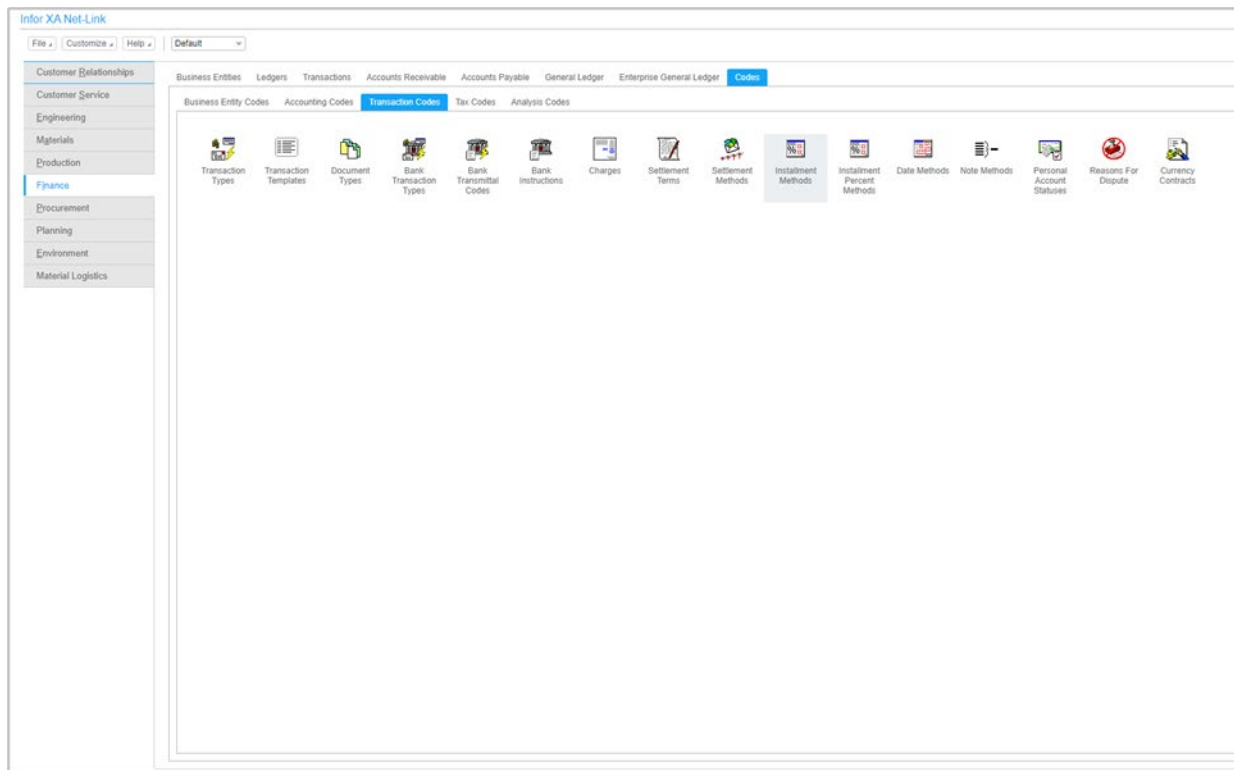 Infor XA Net-Link
File Customize Help Default
Customer Relationships
Customer Service
Engineering
Materials
Production
Finance
Procurement
Planning
Environment
Material Logistics
Business Entities Ledgers Transactions Accounts Receivable Accounts Payable General Ledger Enterprise General Ledger Codes
Business Entity Codes Accounting Codes Transaction Codes Tax Codes Analysis Codes
Transaction Types
Transaction Templates
Document Types
Bank Transaction Types
Bank Transmittal Codes
Bank Instructions
Charges
Settlement Terms
Settlement Methods
Installment Methods
Installment Percent Methods
Date Methods
Note Methods
Personal Account Statuses
Reasons For Dispute
Currency Contracts